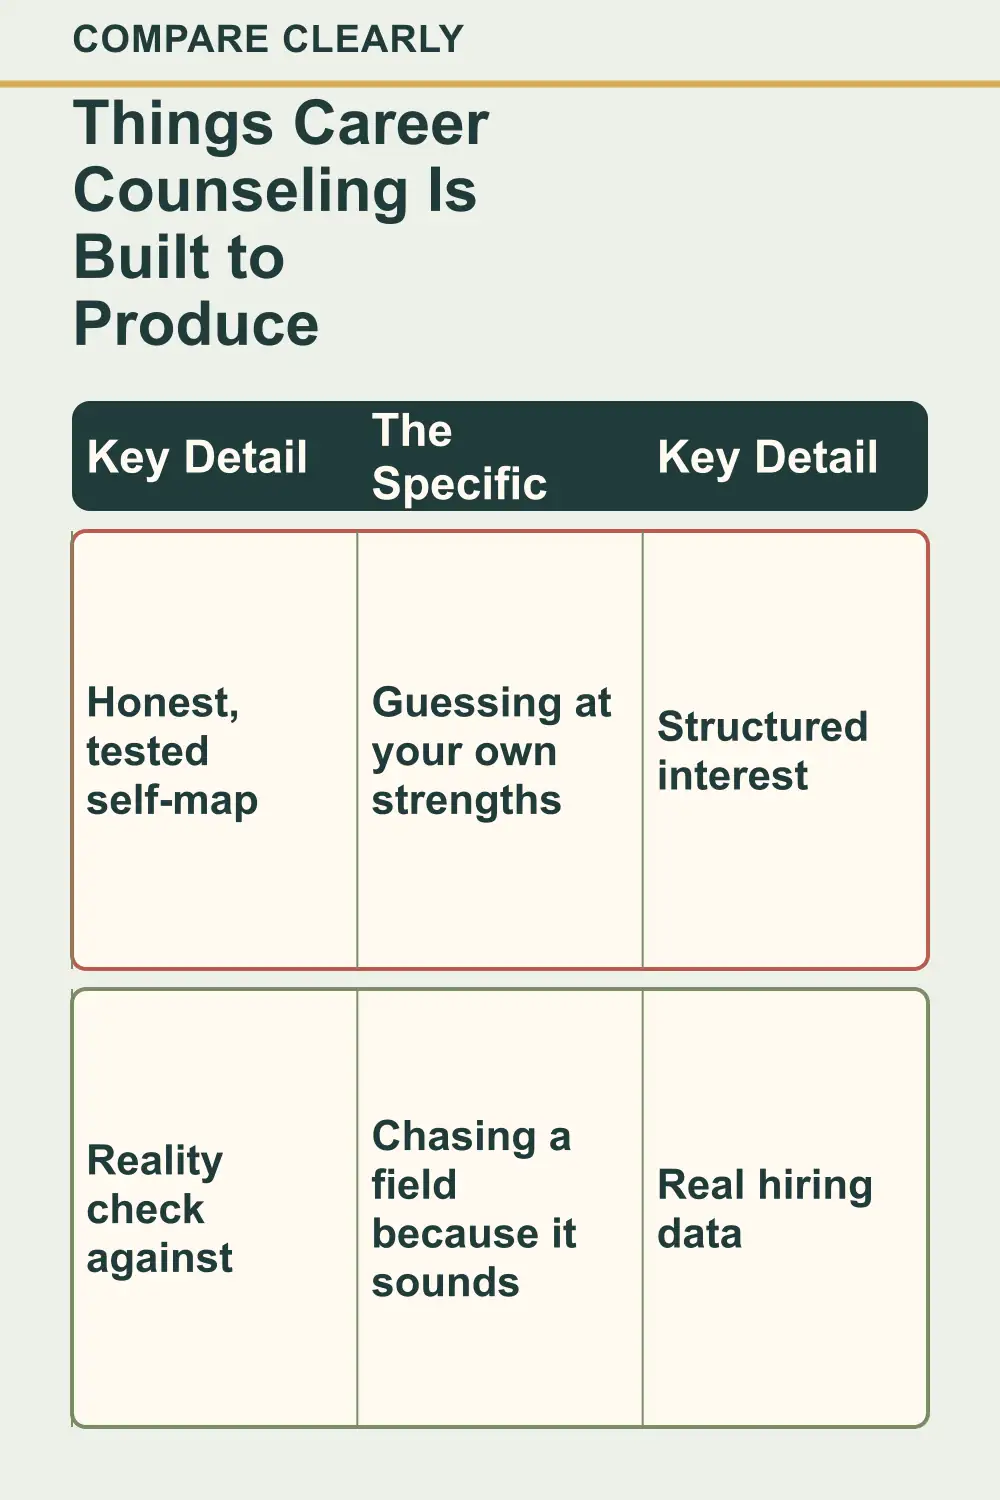 COMPARE CLEARLY
Things Career
Counseling Is
Built to
Produce
Key Detail
The
Specific
Key Detail
Honest,
tested
self-map
Guessing at
your own
strengths
Structured
interest
Reality
check
against
Chasing a
field
because it
sounds
Real hiring
data